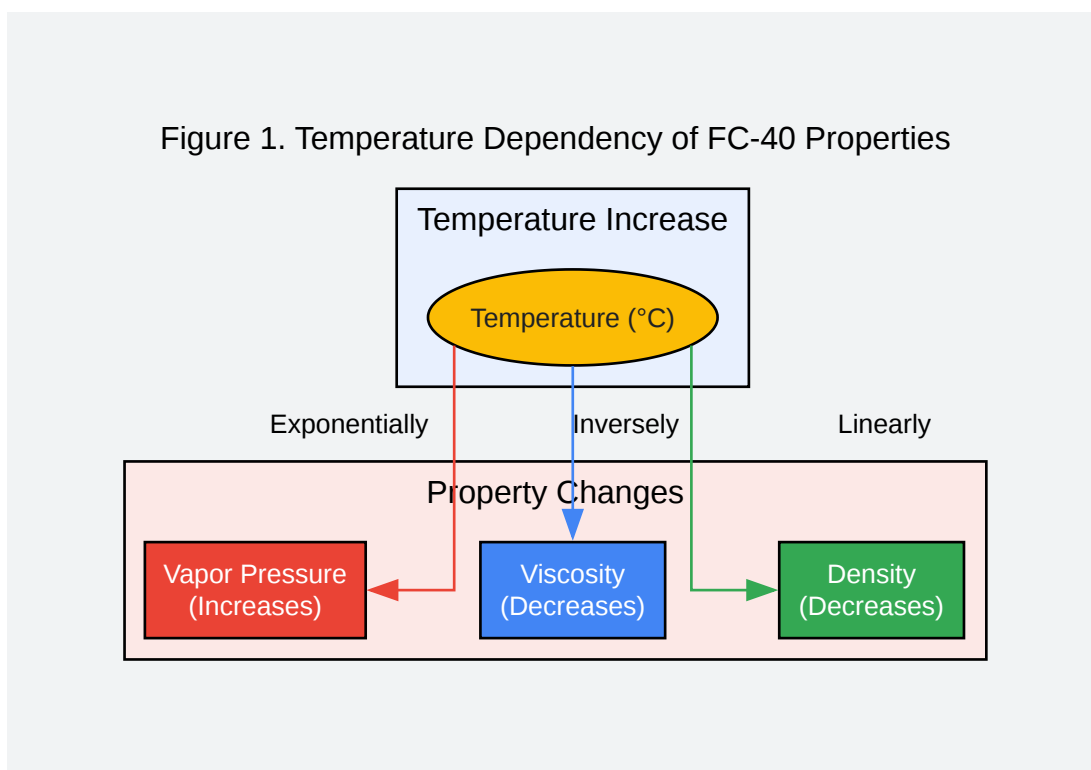 Figure 1. Temperature Dependency of FC-40 Properties
Temperature Increase
Temperature (°C)
Exponentially
Inversely
Linearly
Property Changes
Vapor Pressure
(Increases)
Viscosity
(Decreases)
Density
(Decreases)